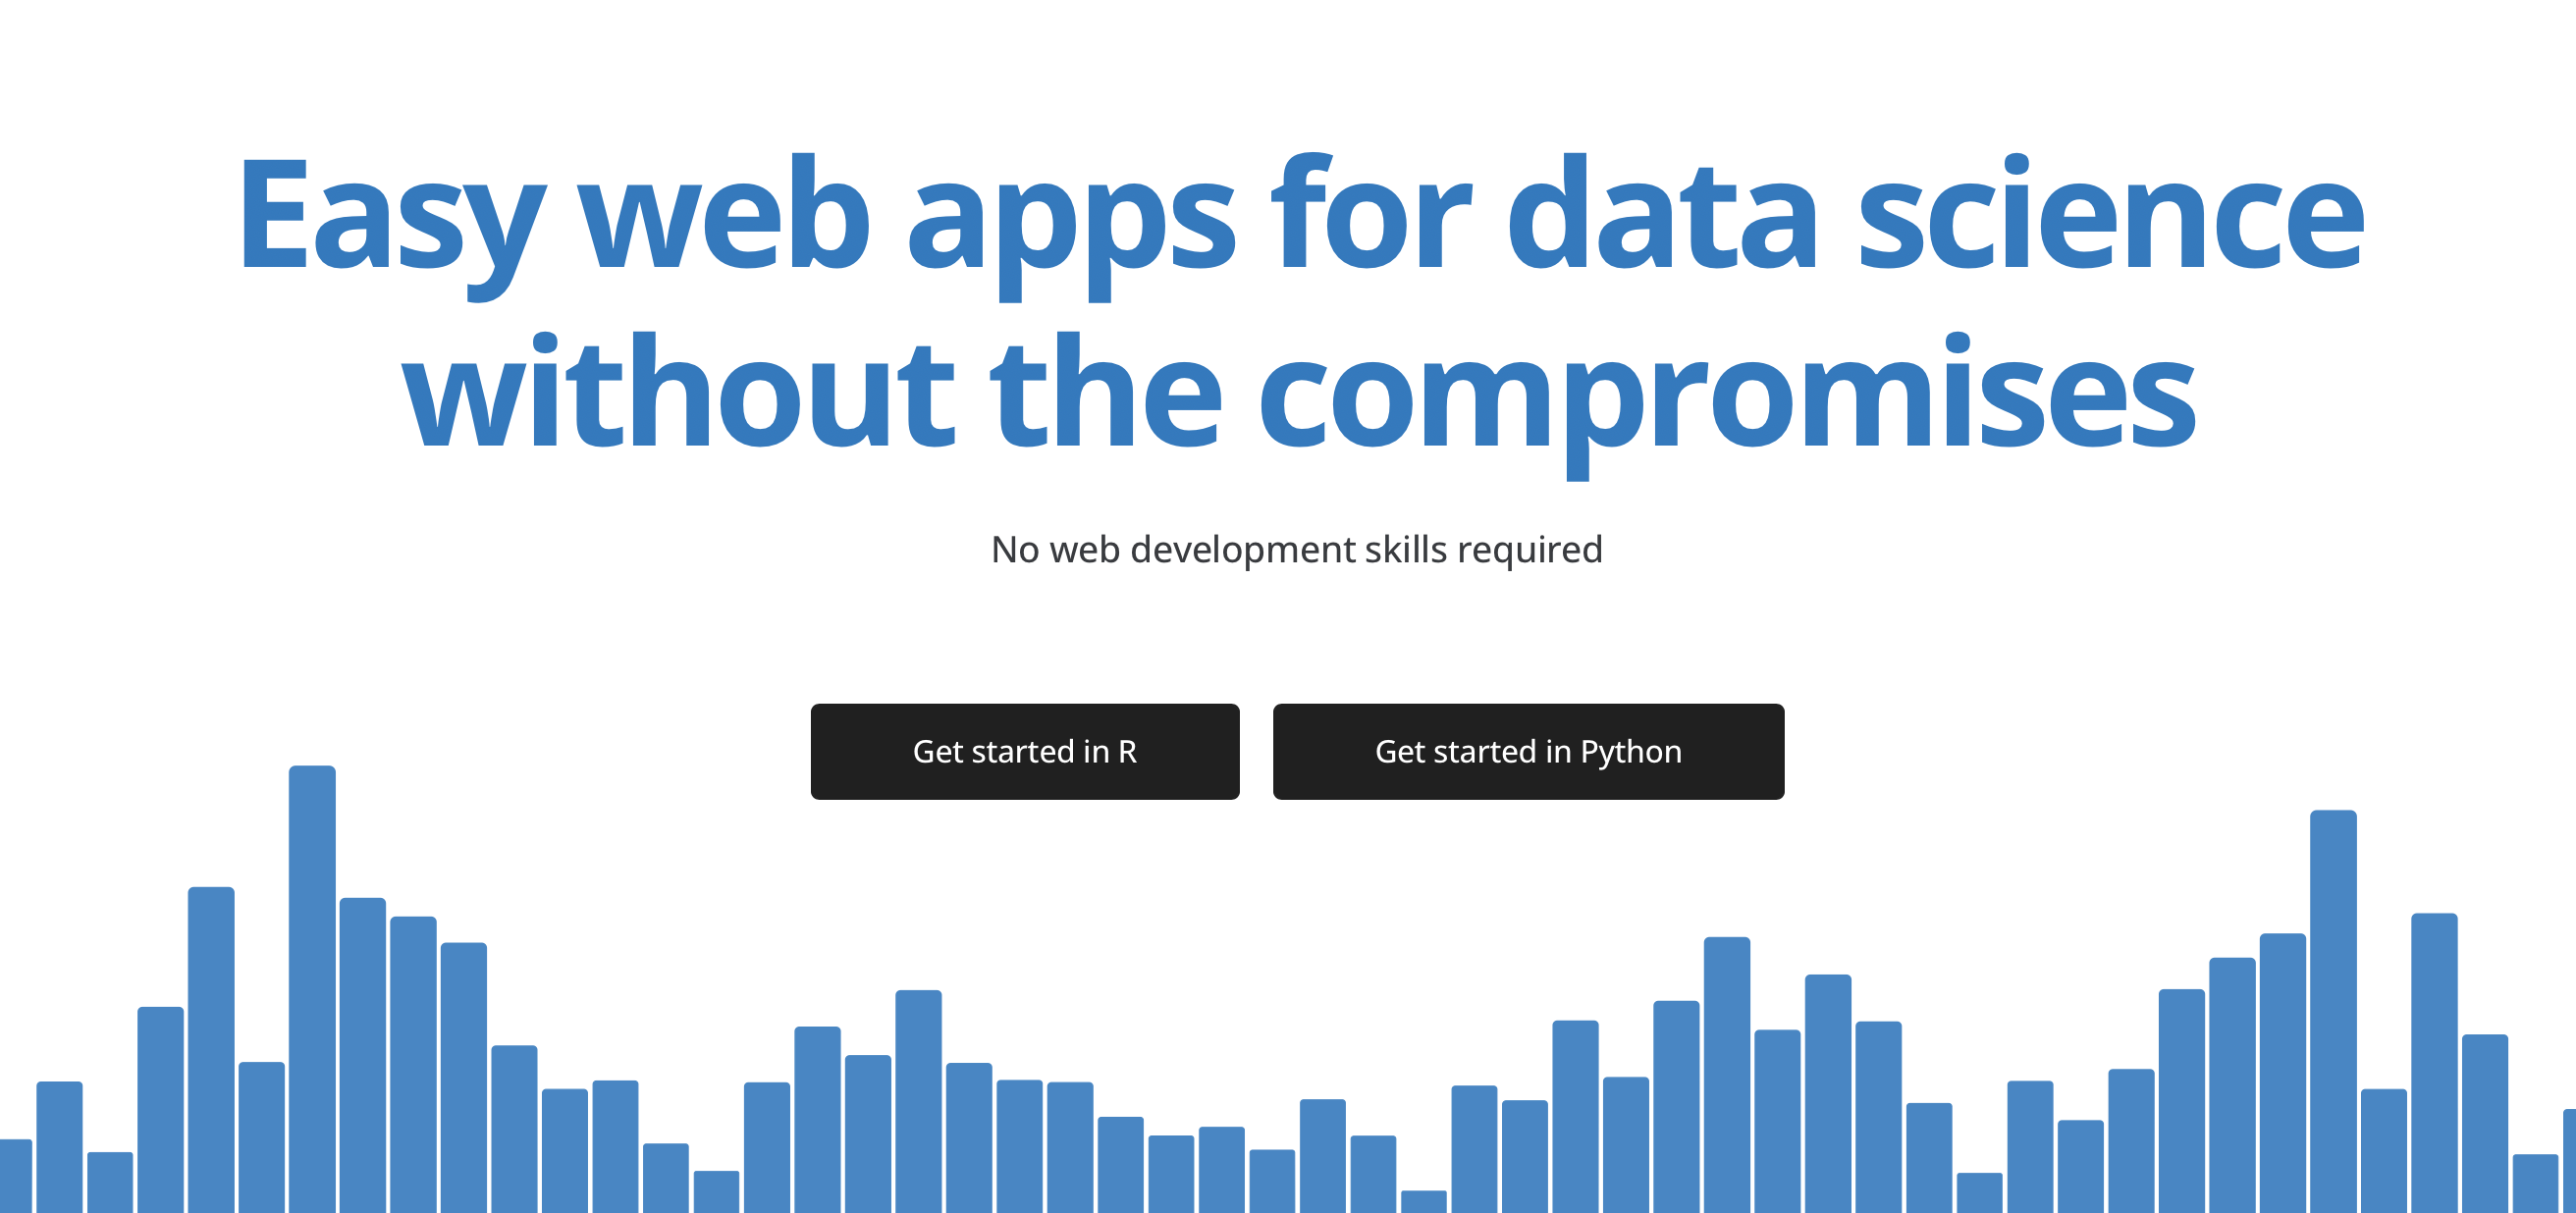 Easy web apps for data science
without the compromises
No web development skills required
Get started in R
Get started in Python